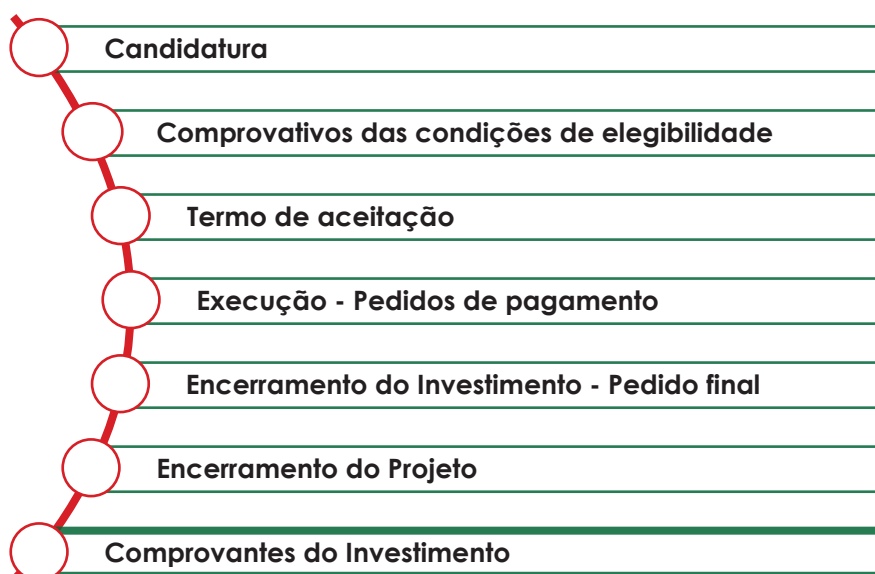 Candidatura
Comprovativos das condições de elegibilidade
Termo de aceitação
Execução - Pedidos de pagamento
Encerramento do Investimento - Pedido final
Encerramento do Projeto
Comprovantes do Investimento